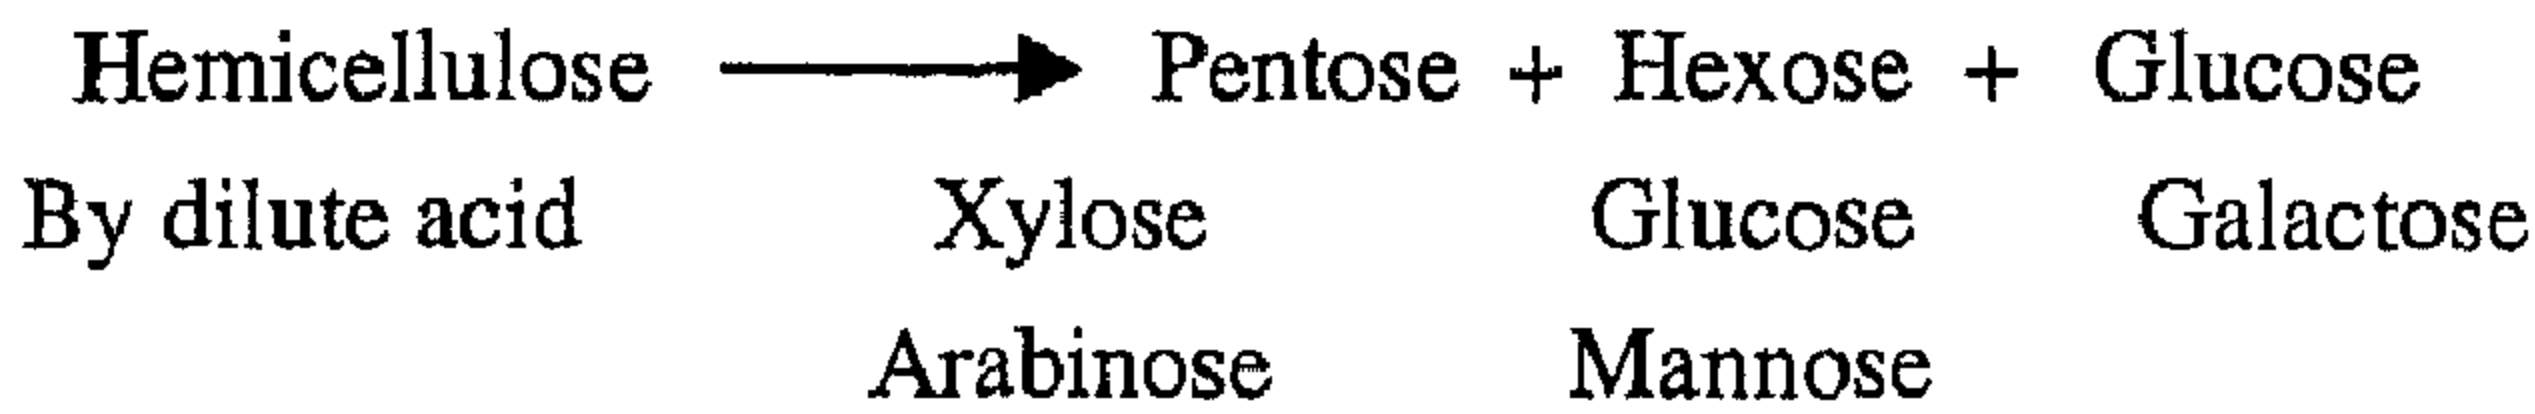 Hemicellulose ⟶ Pentose + Hexose + Glucose
By dilute acid Xylose Glucose Galactose
Arabinose Mannose